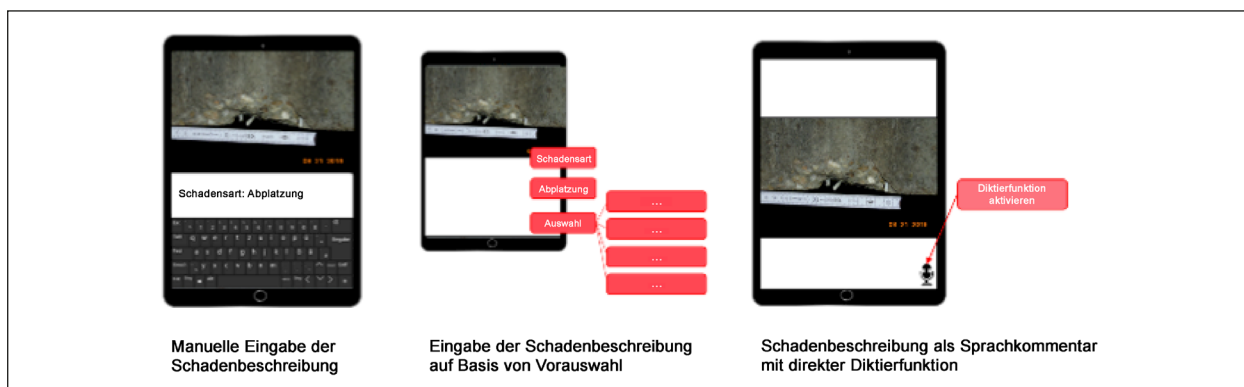 Schadensart: Abplatzung
Schadensart
Abplatzung
Auswahl
...
...
...
...
Diktierfunktion
aktivieren
Manuelle Eingabe der
Schadenbeschreibung
Eingabe der Schadenbeschreibung
auf Basis von Vorauswahl
Schadenbeschreibung als Sprachkommentar
mit direkter Diktierfunktion